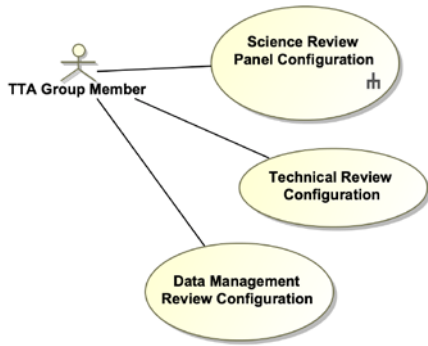 Science Review
Panel Configuration
TTA Group Member
Technical Review
Configuration
Data Management
Review Configuration